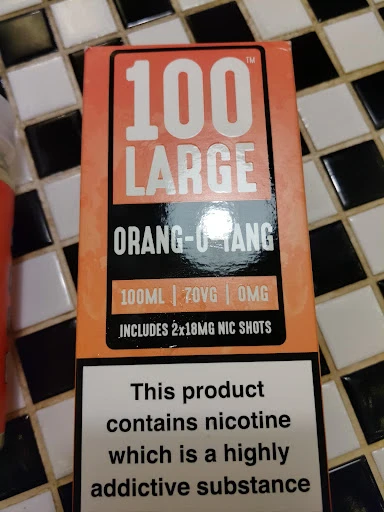 100™
LARGE
ORANG-O-TANG
100ML | 70VG | 0MG
INCLUDES 2x18MG NIC SHOTS
This product
contains nicotine
which is a highly
addictive substance